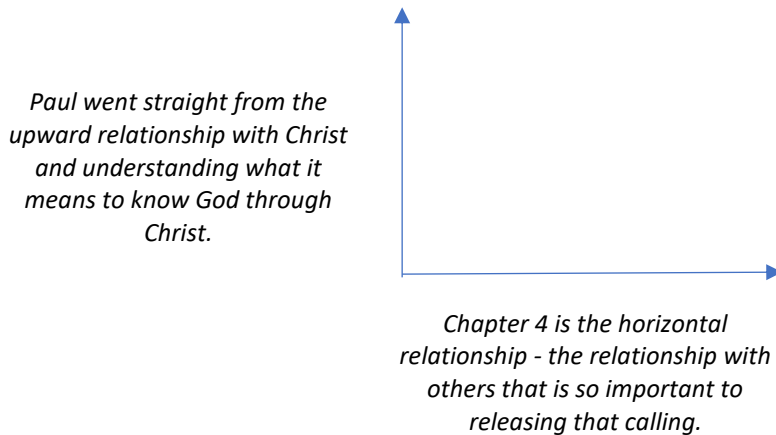 Paul went straight from the
upward relationship with Christ
and understanding what it
means to know God through
Christ.
Chapter 4 is the horizontal
relationship - the relationship with
others that is so important to
releasing that calling.